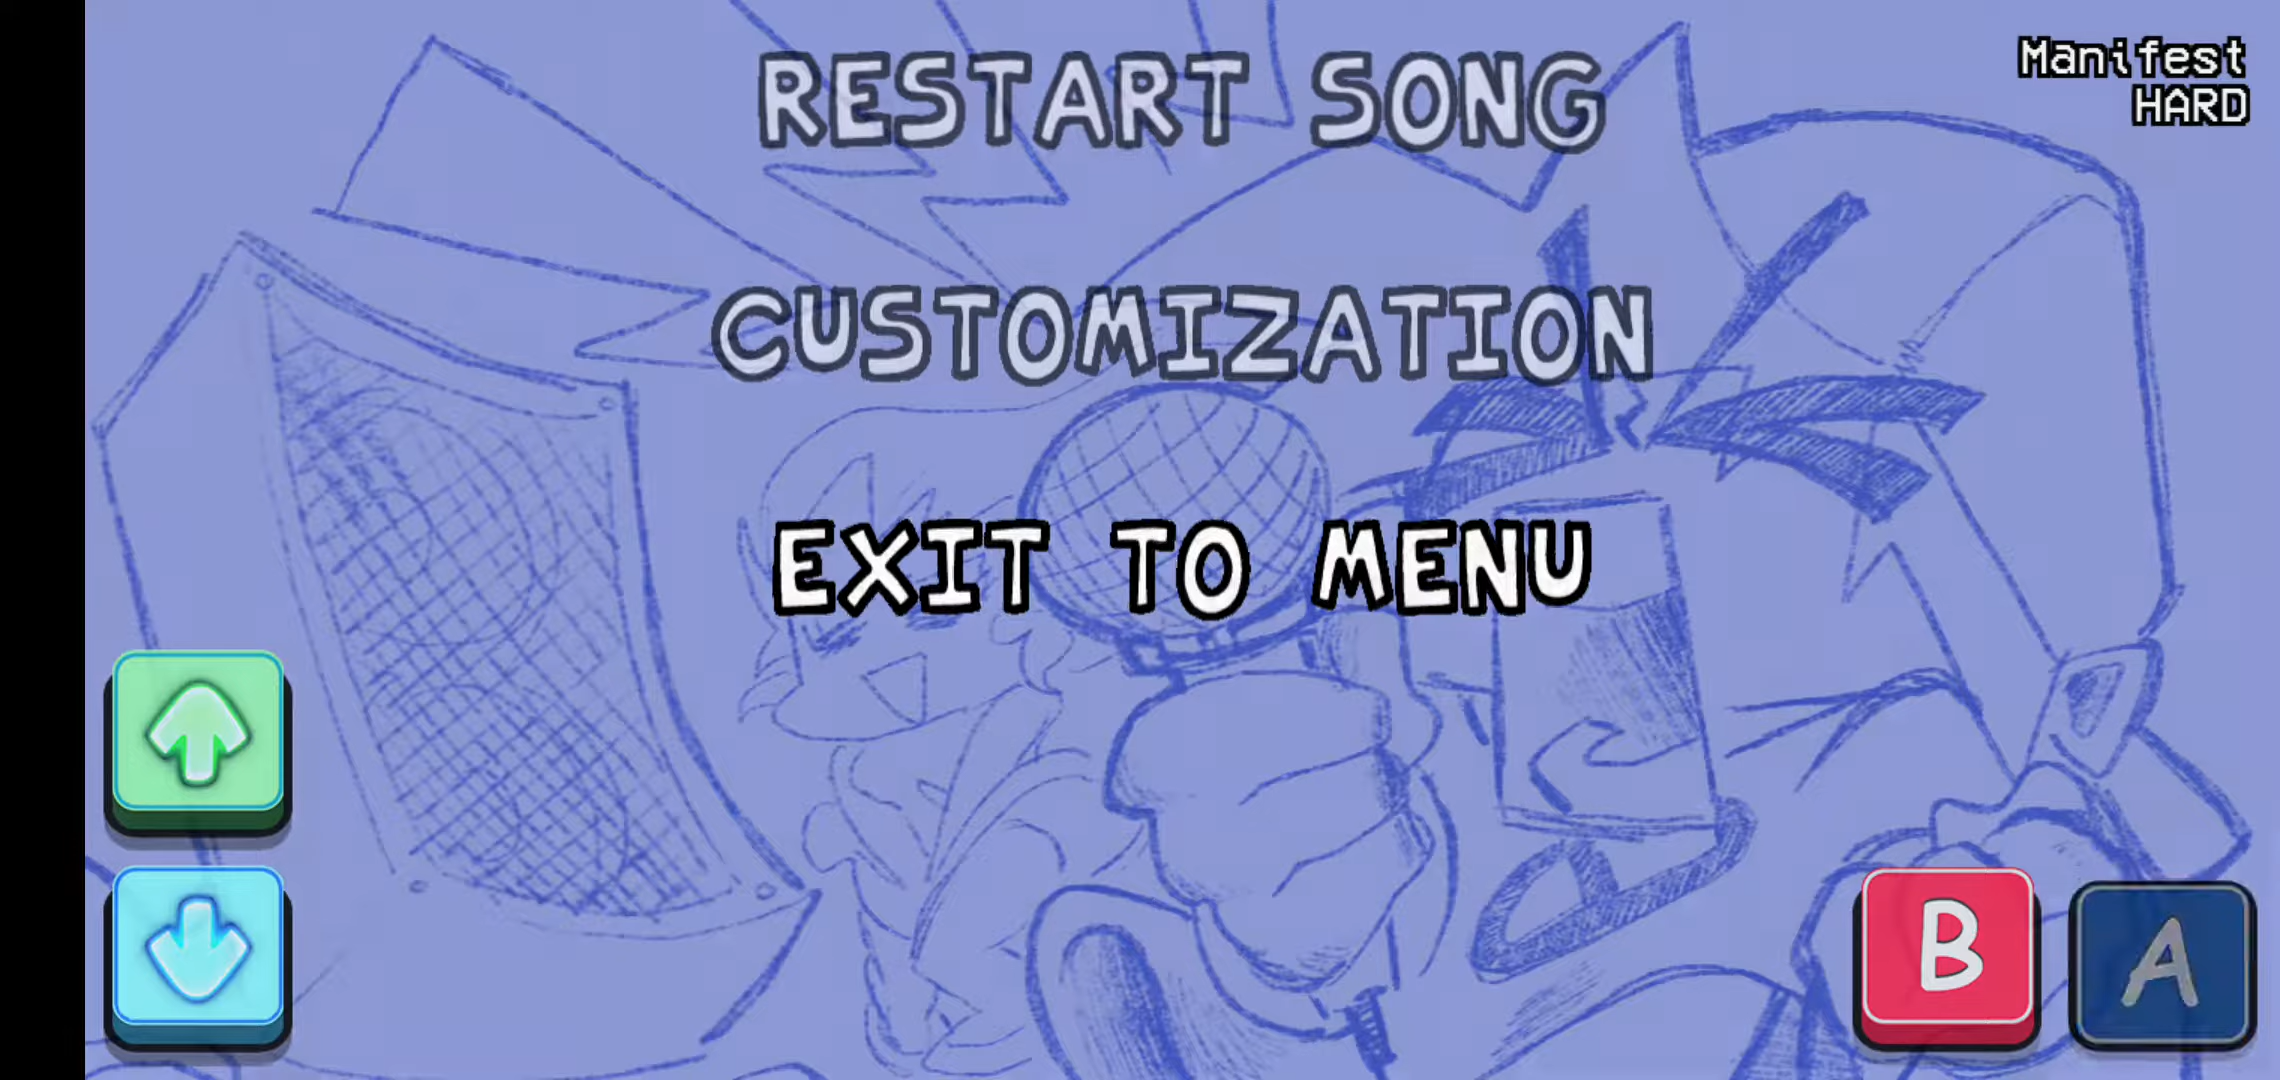 Manifest
HARD
RESTART SONG
CUSTOMIZATION
EXIT TO MENU
B
A